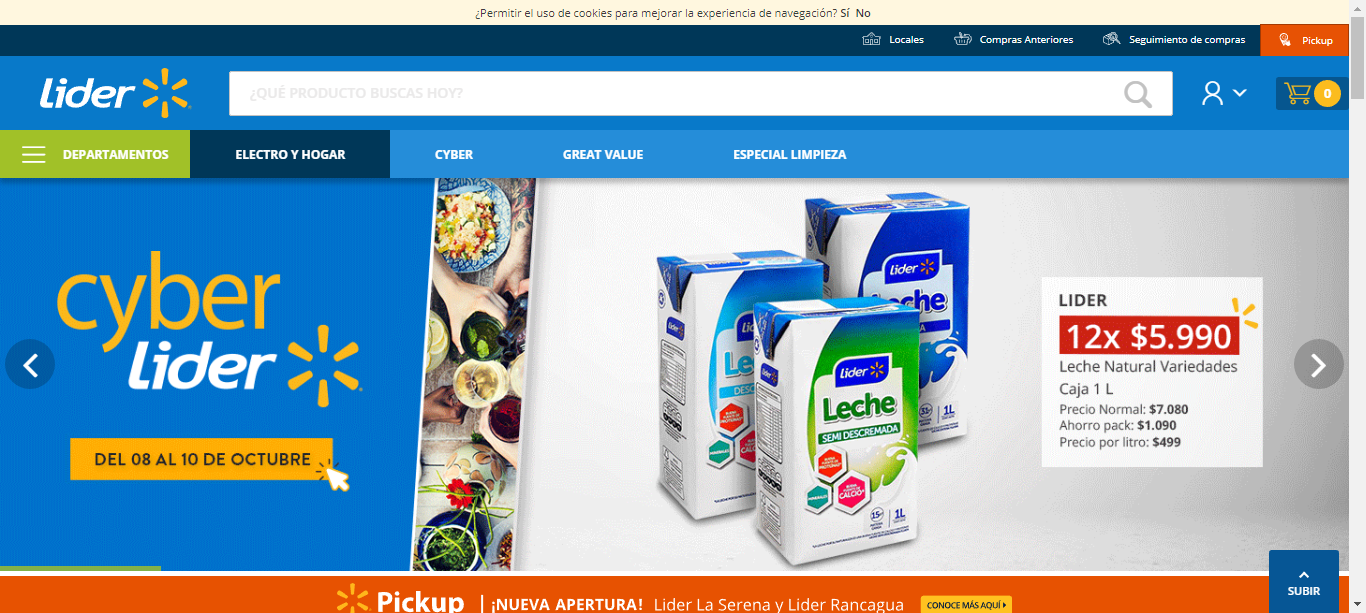 ¿Permitir el uso de cookies para mejorar la experiencia de navegación? Sí No
Locales Compras Anteriores Seguimiento de compras Pickup
Lider ¿QUÉ PRODUCTO BUSCAS HOY? 0
DEPARTAMENTOS ELECTRO Y HOGAR CYBER GREAT VALUE ESPECIAL LIMPIEZA
cyber
lider
DEL 08 AL 10 DE OCTUBRE
lider
lider
lider
Leche
SEMI DESCREMADA
1L
1L
LIDER
12x $5.990
Leche Natural Variedades
Caja 1 L
Precio Normal: $7.080
Ahorro pack: $1.090
Precio por litro: $499
SUBIR
Pickup | ¡NUEVA APERTURA! Lider La Serena y Lider Rancagua CONOCE MÁS AQUÍ